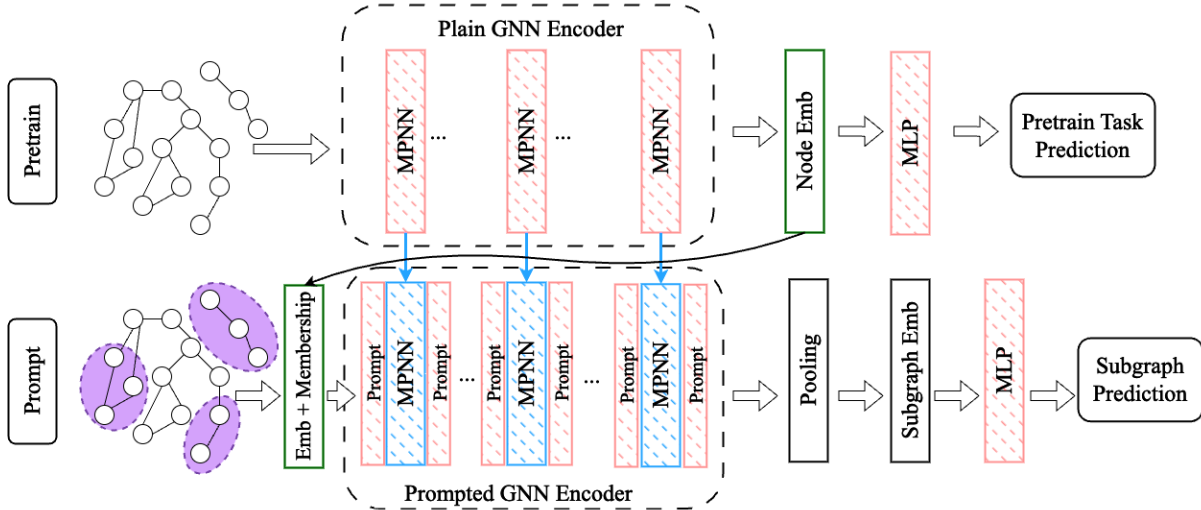 Plain GNN Encoder
Pretrain
MPNN
...
MPNN
...
MPNN
Node Emb
MLP
Pretrain Task
Prediction
Prompt
Emb + Membership
Prompt
MPNN
Prompt
...
Prompt
MPNN
Prompt
...
Prompt
MPNN
Prompt
Prompted GNN Encoder
Pooling
Subgraph Emb
MLP
Subgraph
Prediction